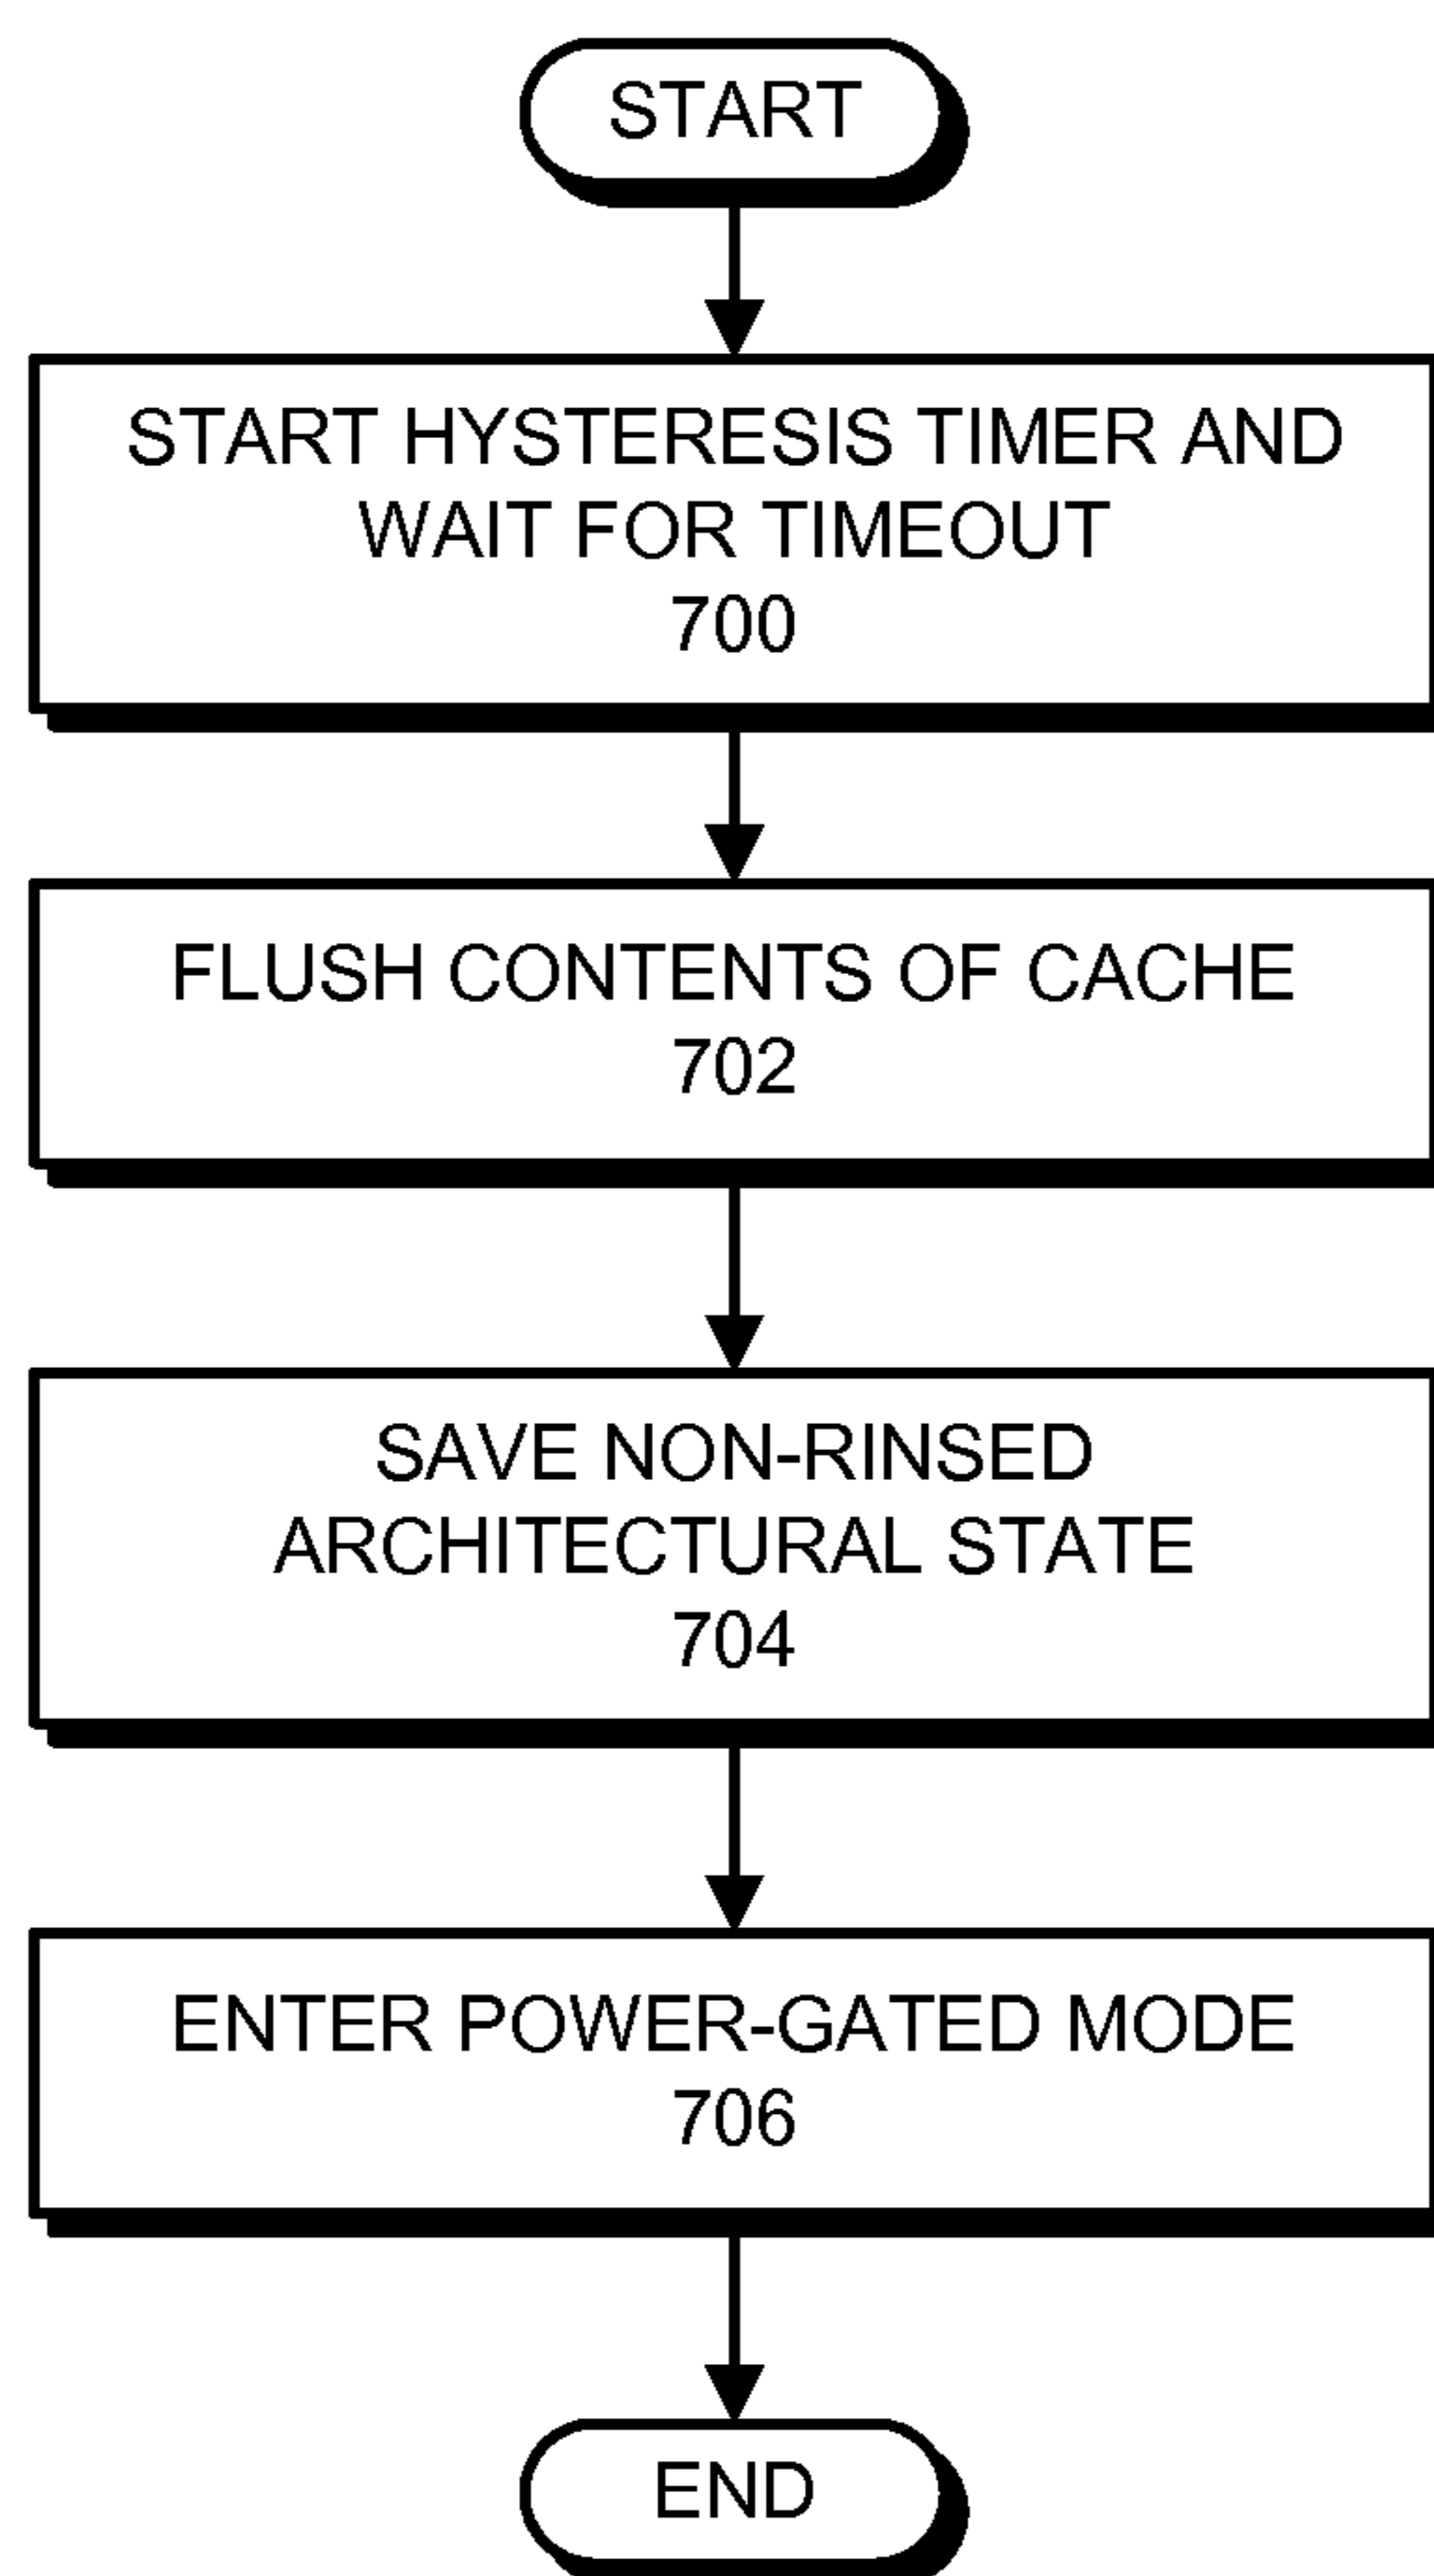 START
START HYSTERESIS TIMER AND
WAIT FOR TIMEOUT
700
FLUSH CONTENTS OF CACHE
702
SAVE NON-RINSED
ARCHITECTURAL STATE
704
ENTER POWER-GATED MODE
706
END